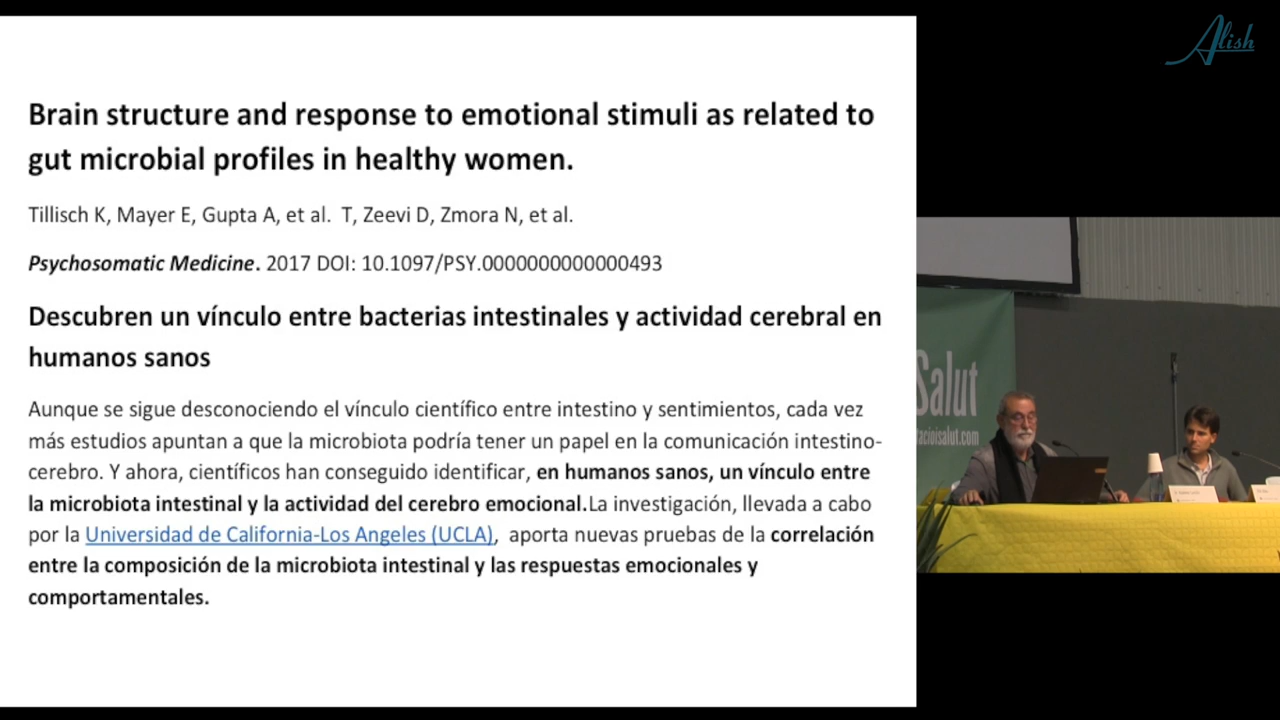 Brain structure and response to emotional stimuli as related to
gut microbial profiles in healthy women.
Tillisch K, Mayer E, Gupta A, et al. T, Zeevi D, Zmora N, et al.
Psychosomatic Medicine. 2017 DOI: 10.1097/PSY.0000000000000493
Descubren un vínculo entre bacterias intestinales y actividad cerebral en
humanos sanos
Aunque se sigue desconociendo el vínculo científico entre intestino y sentimientos, cada vez
más estudios apuntan a que la microbiota podría tener un papel en la comunicación intestino-
cerebro. Y ahora, científicos han conseguido identificar, en humanos sanos, un vínculo entre
la microbiota intestinal y la actividad del cerebro emocional.La investigación, llevada a cabo
por la Universidad de California-Los Angeles (UCLA), aporta nuevas pruebas de la correlación
entre la composición de la microbiota intestinal y las respuestas emocionales y
comportamentales.
Alish
Salut
tacioisalut.com